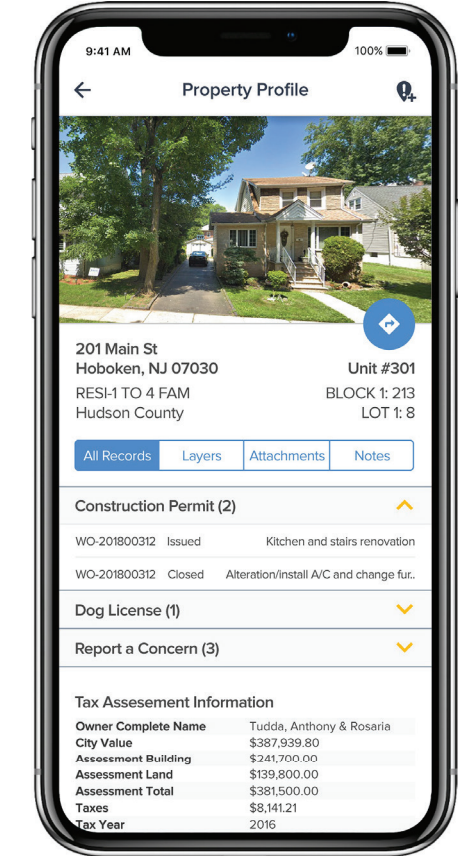 9:41 AM 100%
Property Profile
201 Main St
Hoboken, NJ 07030 Unit #301
RESI-1 TO 4 FAM BLOCK 1: 213
Hudson County LOT 1: 8
All Records Layers Attachments Notes
Construction Permit (2)
WO-201800312 Issued Kitchen and stairs renovation
WO-201800312 Closed Alteration/install A/C and change fur..
Dog License (1)
Report a Concern (3)
Tax Assesement Information
Owner Complete Name Tudda, Anthony & Rosaria
City Value $387,939.80
Assessment Building $241,700.00
Assessment Land $139,800.00
Assessment Total $381,500.00
Taxes $8,141.21
Tax Year 2016